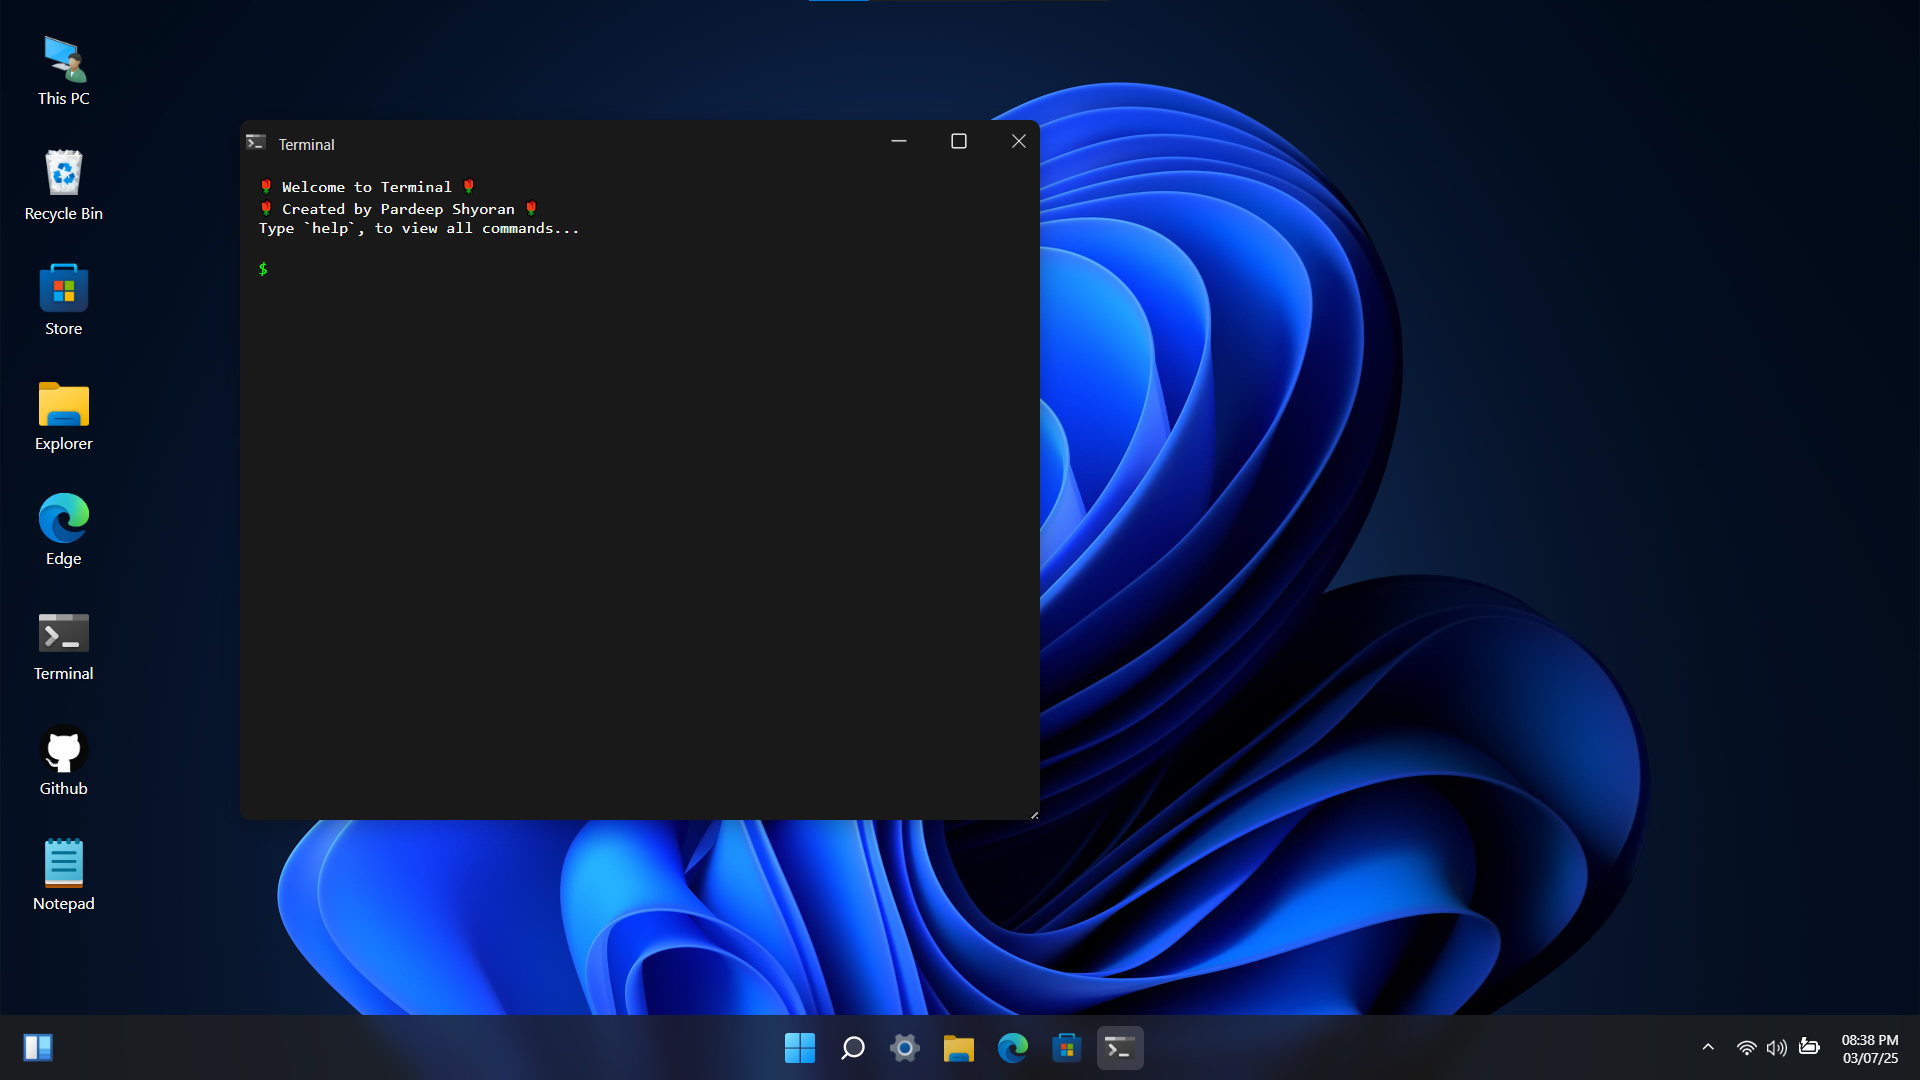 This PC
Recycle Bin
Store
Explorer
Edge
Terminal
Github
Notepad
Terminal
Welcome to Terminal
Created by Pardeep Shyoran
Type `help`, to view all commands...
$
08:38 PM
03/07/25